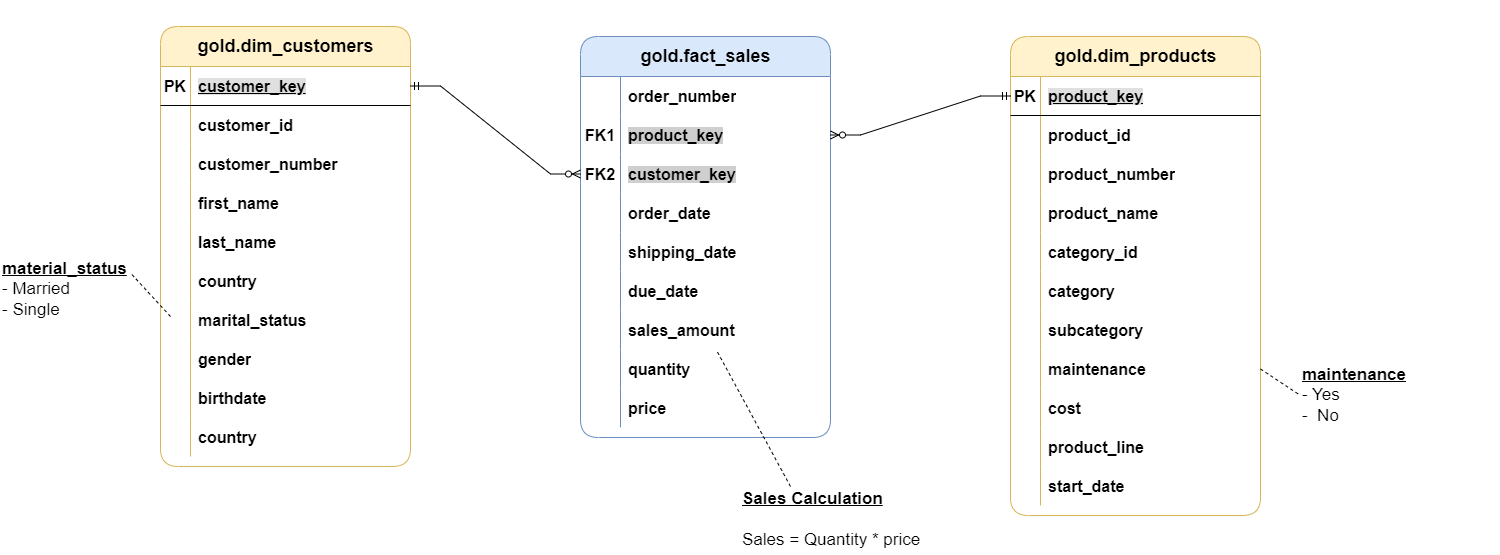 gold.dim_customers
PK customer_key
customer_id
customer_number
first_name
last_name
country
marital_status
gender
birthdate
country
material_status
- Married
- Single
gold.fact_sales
order_number
FK1 product_key
FK2 customer_key
order_date
shipping_date
due_date
sales_amount
quantity
price
Sales Calculation
Sales = Quantity * price
gold.dim_products
PK product_key
product_id
product_number
product_name
category_id
category
subcategory
maintenance
cost
product_line
start_date
maintenance
- Yes
- No